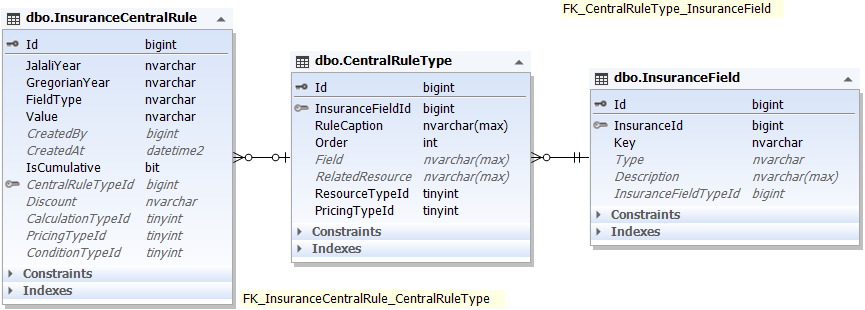 FK_CentralRuleType_InsuranceField
dbo.InsuranceCentralRule
Id bigint
JalaliYear nvarchar
GregorianYear nvarchar
FieldType nvarchar
Value nvarchar
CreatedBy bigint
CreatedAt datetime2
IsCumulative bit
CentralRuleTypeId bigint
Discount nvarchar
CalculationTypeId tinyint
PricingTypeId tinyint
ConditionTypeId tinyint
Constraints
Indexes
dbo.CentralRuleType
Id bigint
InsuranceFieldId bigint
RuleCaption nvarchar(max)
Order int
Field nvarchar(max)
RelatedResource nvarchar(max)
ResourceTypeId tinyint
PricingTypeId tinyint
Constraints
Indexes
dbo.InsuranceField
Id bigint
InsuranceId bigint
Key nvarchar
Type nvarchar
Description nvarchar(max)
InsuranceFieldTypeId bigint
Constraints
Indexes
FK_InsuranceCentralRule_CentralRuleType